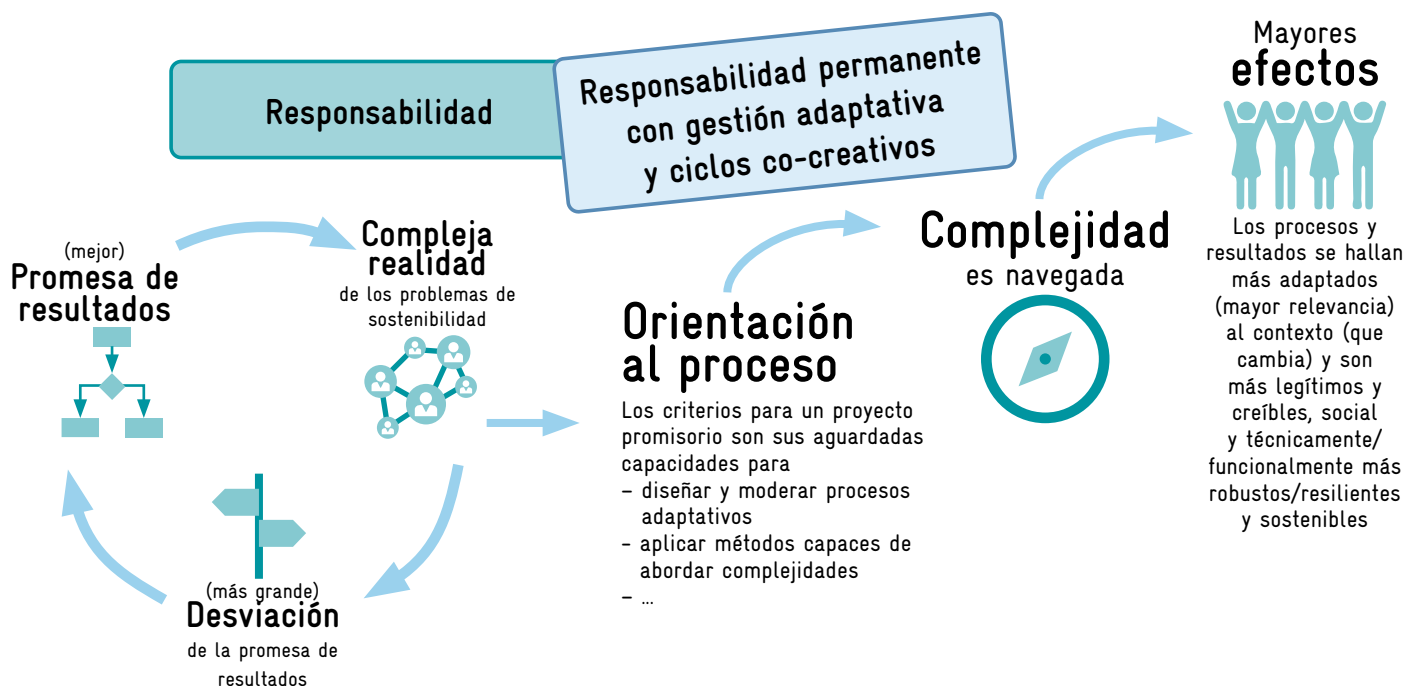 Responsabilidad
Responsabilidad permanente
con gestión adaptativa
y ciclos co-creativos
(mejor)
Promesa de
resultados
Compleja
realidad
de los problemas de
sostenibilidad
(más grande)
Desviación
de la promesa de
resultados
Orientación
al proceso
Los criterios para un proyecto
promisorio son sus aguardadas
capacidades para
– diseñar y moderar procesos
adaptativos
- aplicar métodos capaces de
abordar complejidades
– ...
Complejidad
es navegada
Mayores
efectos
Los procesos y
resultados se hallan
más adaptados
(mayor relevancia)
al contexto (que
cambia) y son
más legítimos y
creíbles, social
y técnicamente/
funcionalmente más
robustos/resilientes
y sostenibles